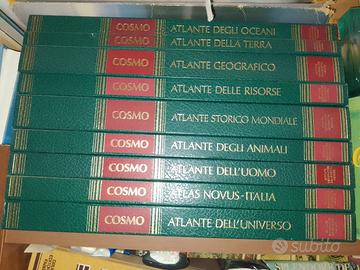 COSMO ATLANTE DEGLI OCEANI
COSMO ATLANTE DELLA TERRA
COSMO ATLANTE GEOGRAFICO
COSMO ATLANTE DELLE RISORSE
COSMO ATLANTE STORICO MONDIALE
COSMO ATLANTE DEGLI ANIMALI
COSMO ATLANTE DELL'UOMO
COSMO ATLAS NOVUS-ITALIA
COSMO ATLANTE DELL'UNIVERSO
subito